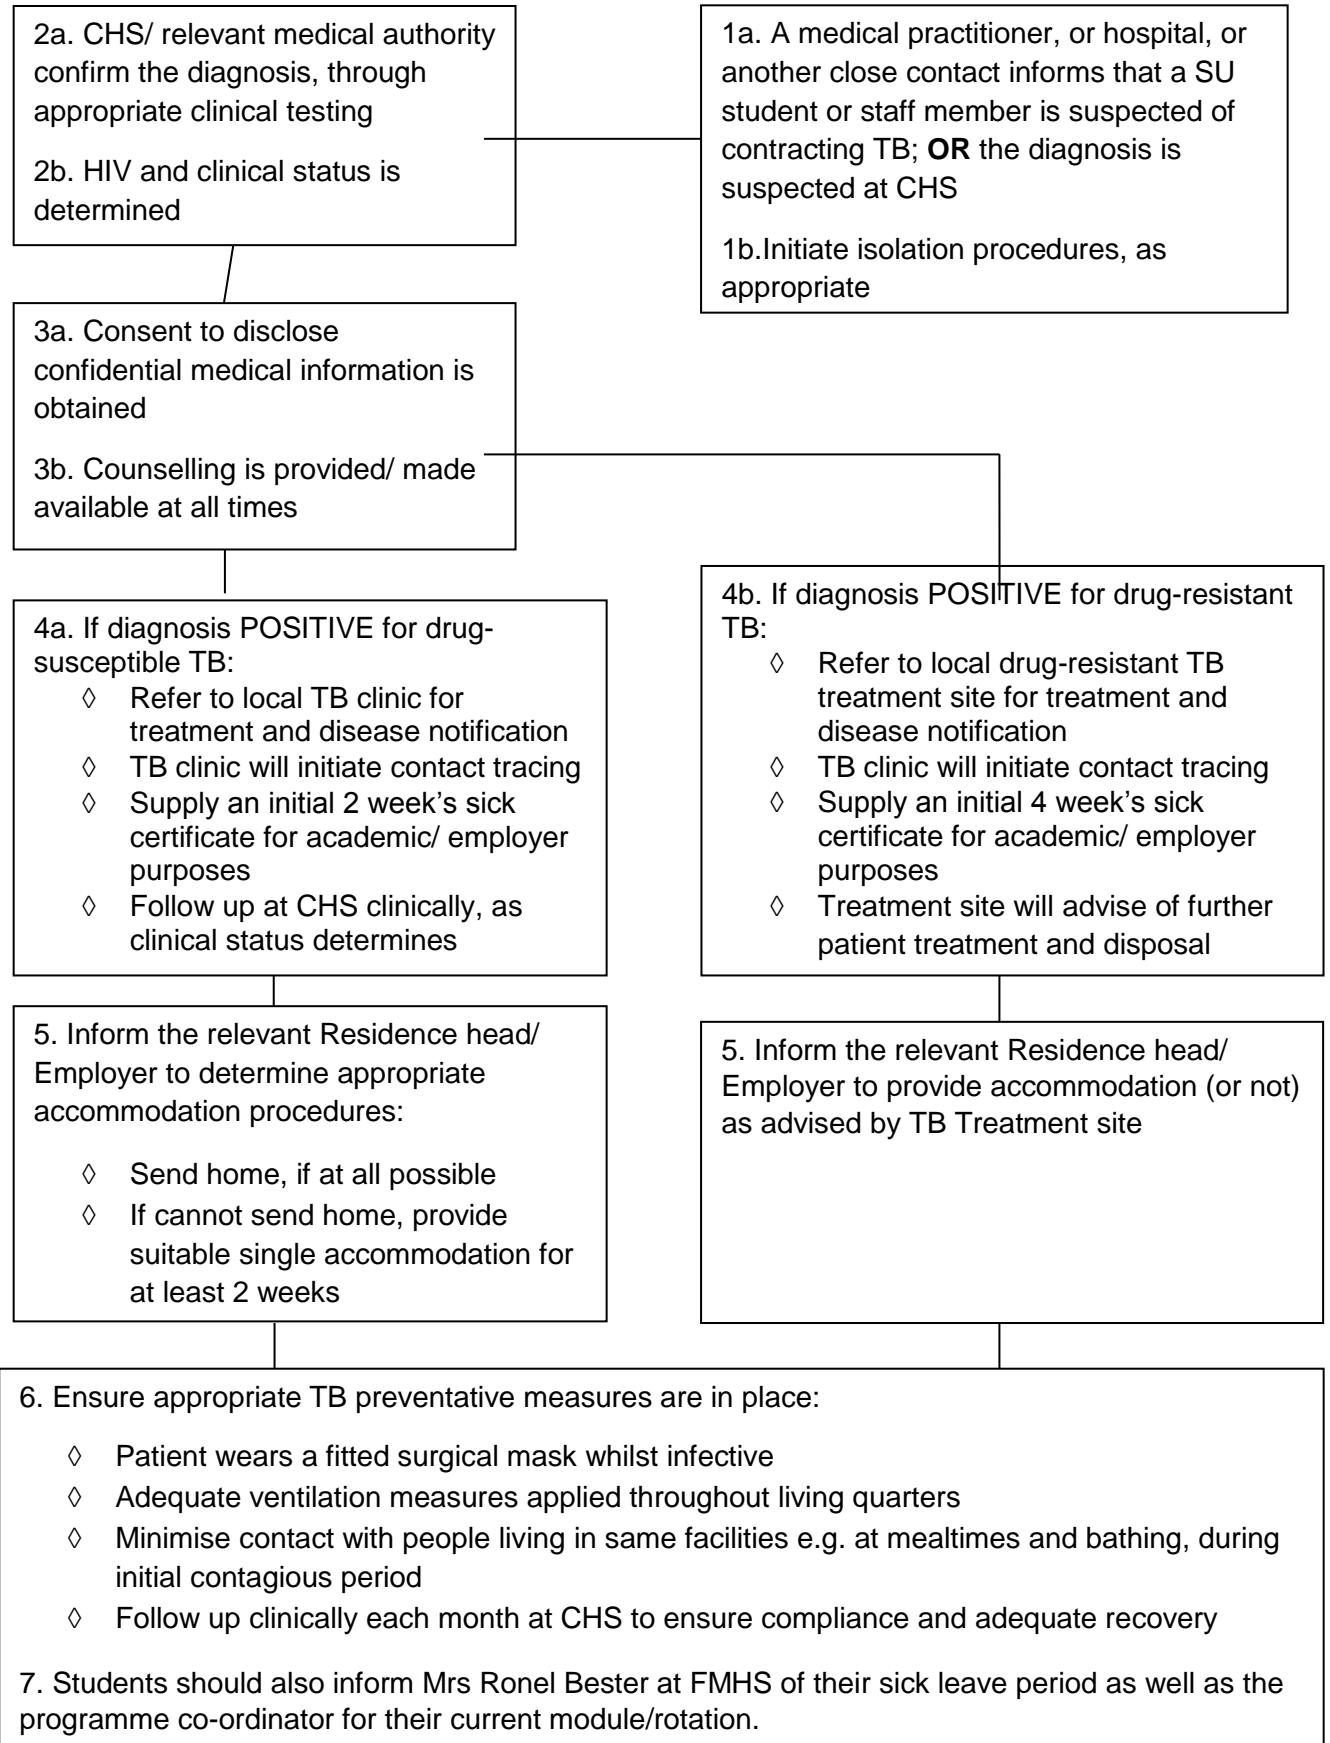 2a. CHS/ relevant medical authority
confirm the diagnosis, through
appropriate clinical testing
2b. HIV and clinical status is
determined
1a. A medical practitioner, or hospital, or
another close contact informs that a SU
student or staff member is suspected of
contracting TB; OR the diagnosis is
suspected at CHS
1b.Initiate isolation procedures, as
appropriate
3a. Consent to disclose
confidential medical information is
obtained
3b. Counselling is provided/ made
available at all times
4a. If diagnosis POSITIVE for drug-
susceptible TB:
◊ Refer to local TB clinic for
treatment and disease notification
◊ TB clinic will initiate contact tracing
◊ Supply an initial 2 week's sick
certificate for academic/ employer
purposes
◊ Follow up at CHS clinically, as
clinical status determines
4b. If diagnosis POSITIVE for drug-resistant
TB:
◊ Refer to local drug-resistant TB
treatment site for treatment and
disease notification
◊ TB clinic will initiate contact tracing
◊ Supply an initial 4 week's sick
certificate for academic/ employer
purposes
◊ Treatment site will advise of further
patient treatment and disposal
5. Inform the relevant Residence head/
Employer to determine appropriate
accommodation procedures:
◊ Send home, if at all possible
◊ If cannot send home, provide
suitable single accommodation for
at least 2 weeks
5. Inform the relevant Residence head/
Employer to provide accommodation (or not)
as advised by TB Treatment site
6. Ensure appropriate TB preventative measures are in place:
◊ Patient wears a fitted surgical mask whilst infective
◊ Adequate ventilation measures applied throughout living quarters
◊ Minimise contact with people living in same facilities e.g. at mealtimes and bathing, during
initial contagious period
◊ Follow up clinically each month at CHS to ensure compliance and adequate recovery
7. Students should also inform Mrs Ronel Bester at FMHS of their sick leave period as well as the
programme co-ordinator for their current module/rotation.